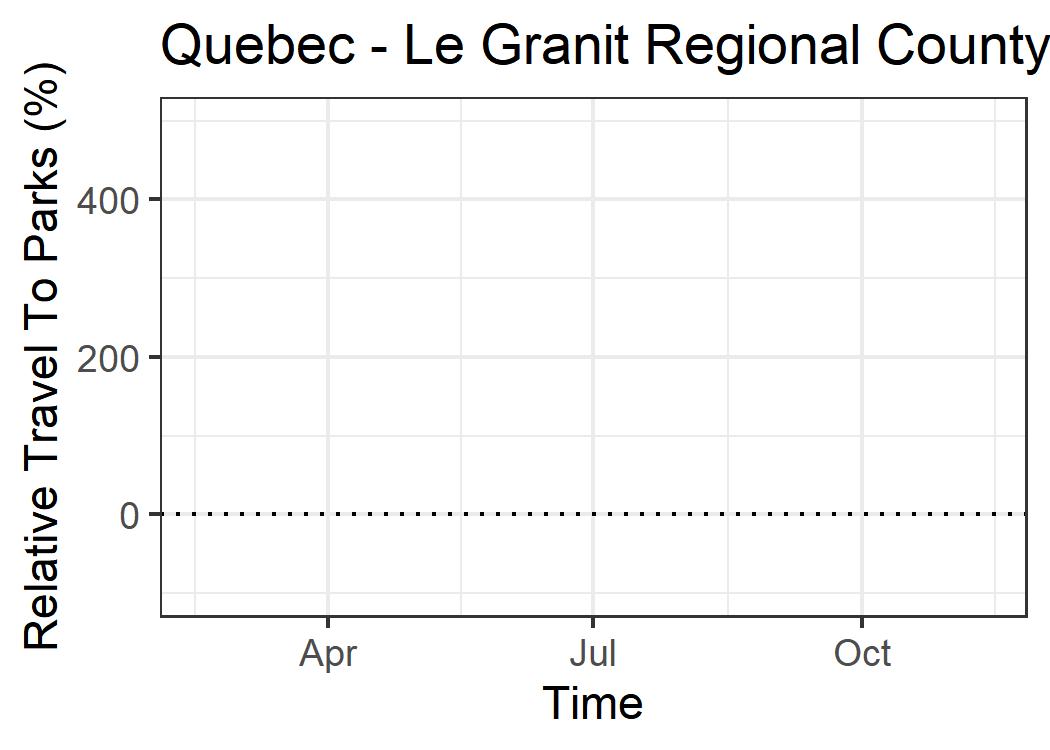 Quebec - Le Granit Regional County
Relative Travel To Parks (%)
400
200
0
Apr
Jul
Oct
Time